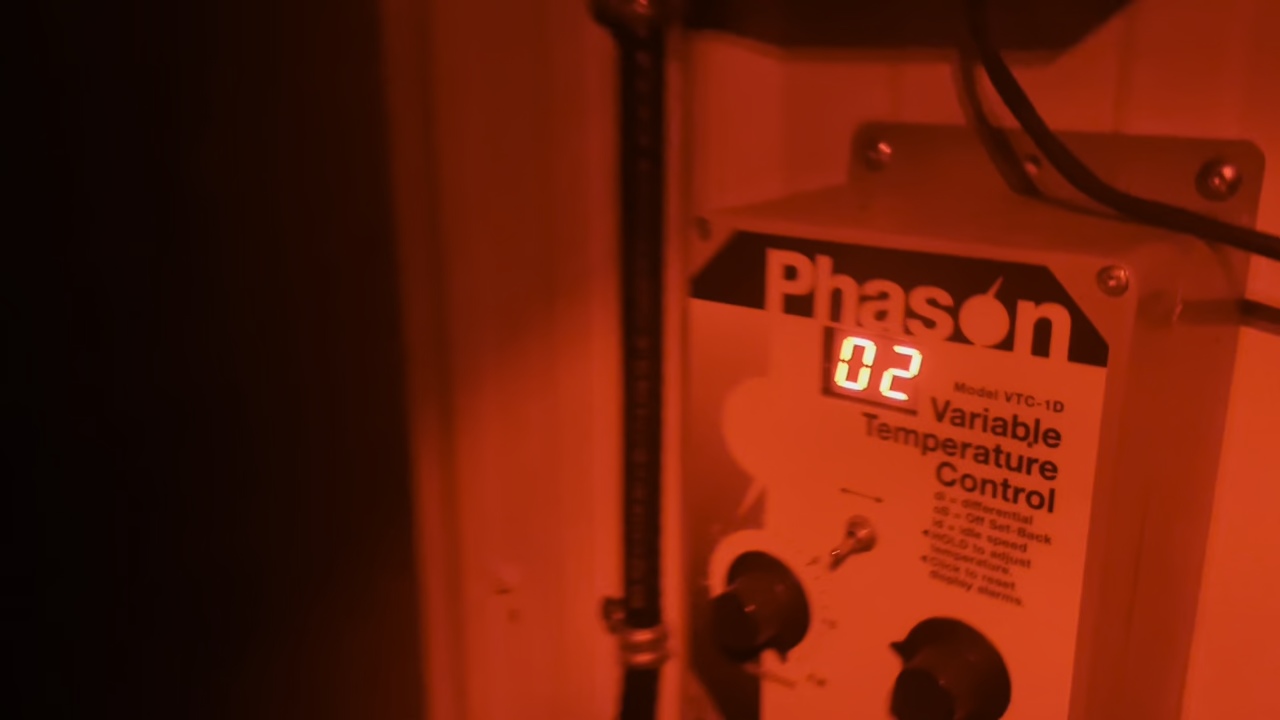 Phason
02
Model VTC-1D
Variable
Temperature
Control
di = differential
oS = Off Set-Back
id = idle speed
HOLD to adjust
temperature.
Click to reset
display alarms.